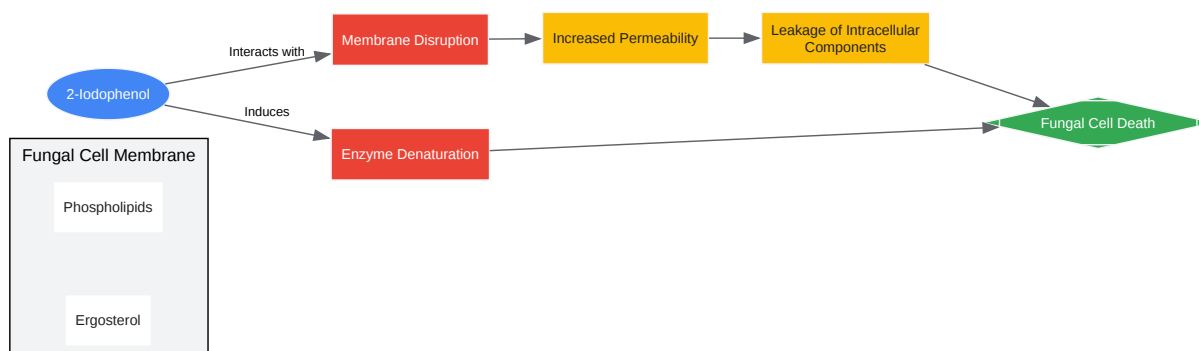 Interacts with
Membrane Disruption
Increased Permeability
Leakage of Intracellular
Components
2-Iodophenol
Induces
Fungal Cell Death
Enzyme Denaturation
Fungal Cell Membrane
Phospholipids
Ergosterol